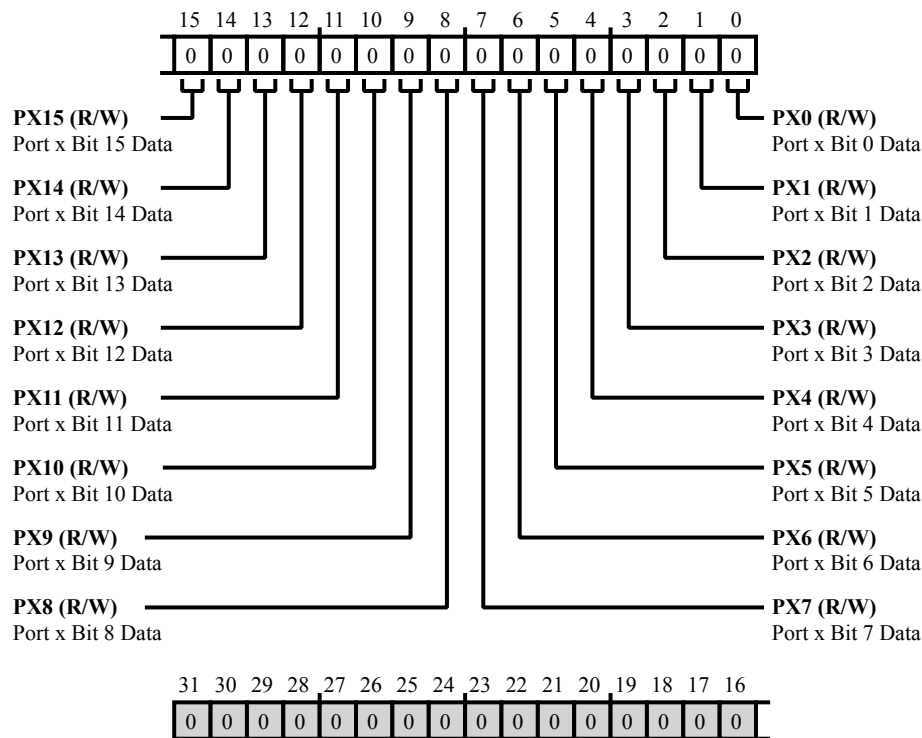 15 14 13 12 11 10 9 8 7 6 5 4 3 2 1 0
0 0 0 0 0 0 0 0 0 0 0 0 0 0 0 0
PX15 (R/W)
Port x Bit 15 Data
PX0 (R/W)
Port x Bit 0 Data
PX14 (R/W)
Port x Bit 14 Data
PX1 (R/W)
Port x Bit 1 Data
PX13 (R/W)
Port x Bit 13 Data
PX2 (R/W)
Port x Bit 2 Data
PX12 (R/W)
Port x Bit 12 Data
PX3 (R/W)
Port x Bit 3 Data
PX11 (R/W)
Port x Bit 11 Data
PX4 (R/W)
Port x Bit 4 Data
PX10 (R/W)
Port x Bit 10 Data
PX5 (R/W)
Port x Bit 5 Data
PX9 (R/W)
Port x Bit 9 Data
PX6 (R/W)
Port x Bit 6 Data
PX8 (R/W)
Port x Bit 8 Data
PX7 (R/W)
Port x Bit 7 Data
31 30 29 28 27 26 25 24 23 22 21 20 19 18 17 16
0 0 0 0 0 0 0 0 0 0 0 0 0 0 0 0